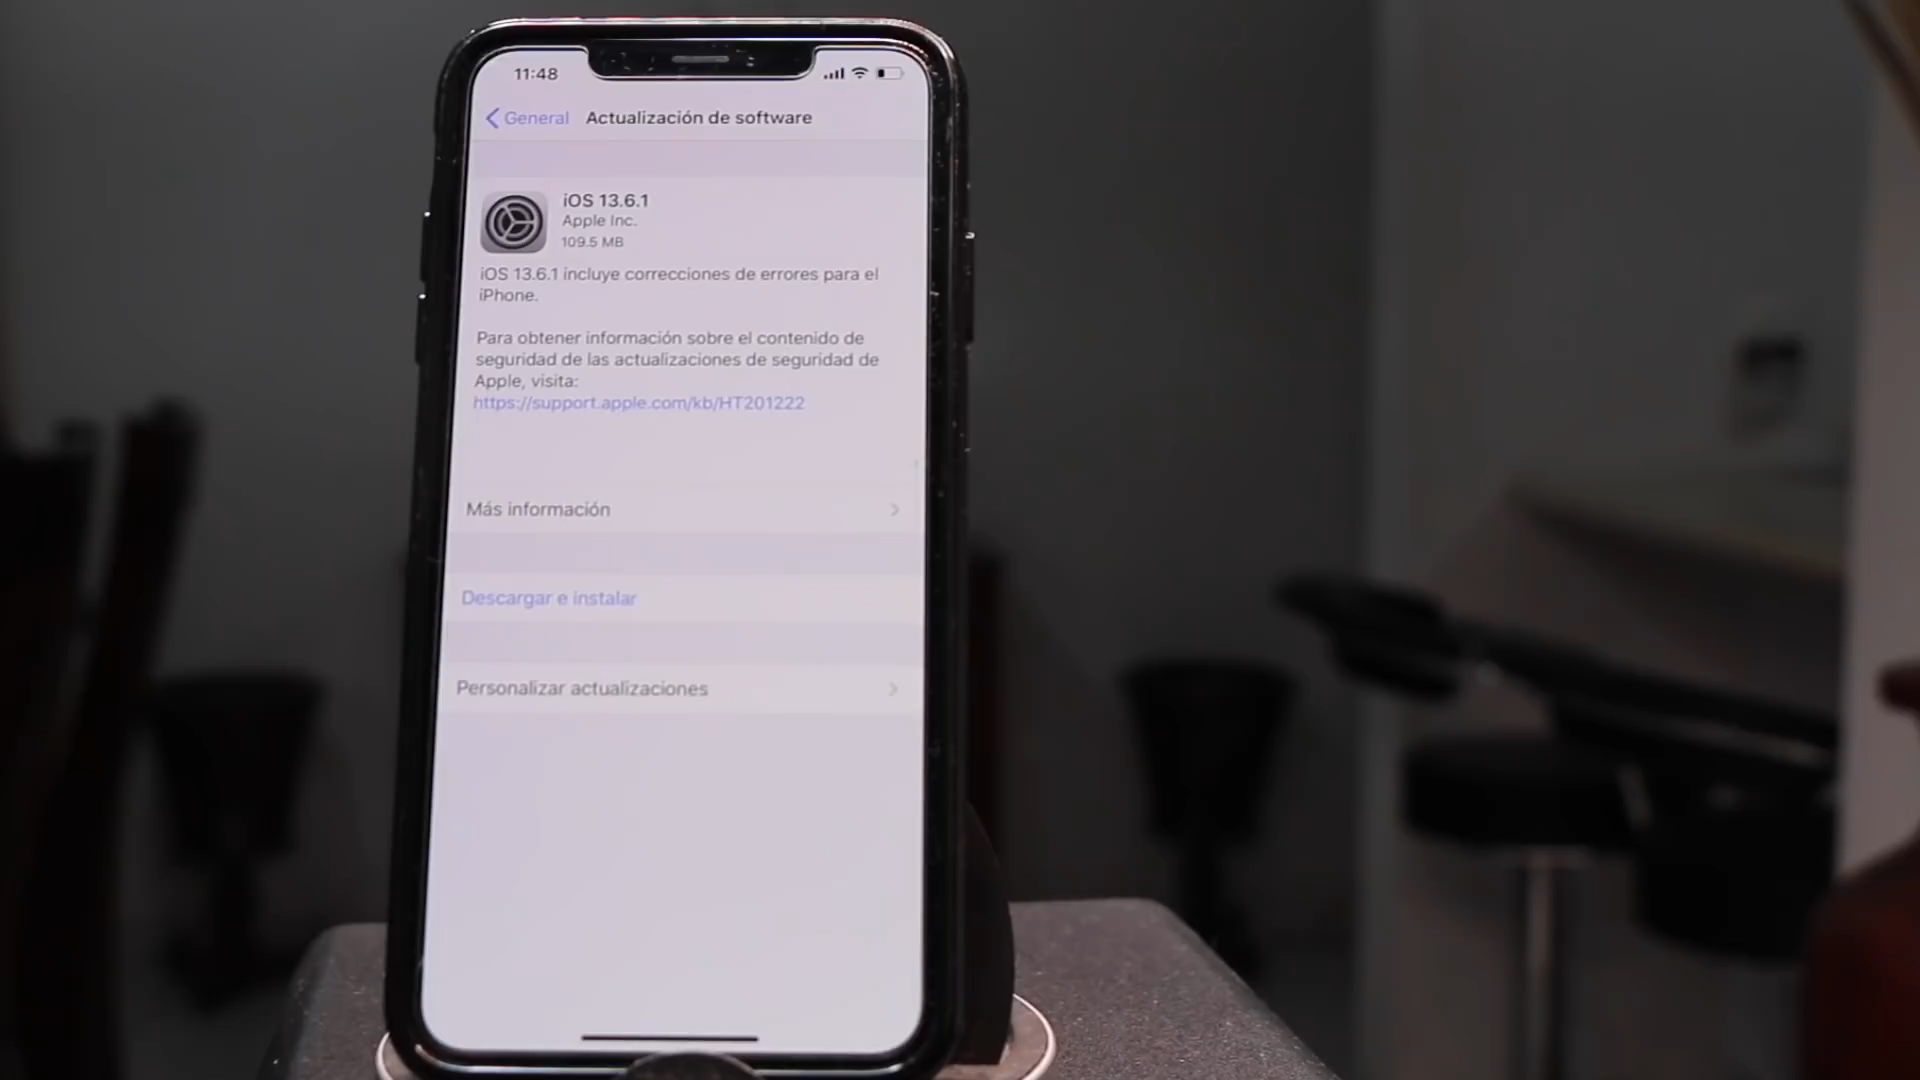 11:48
General Actualización de software
iOS 13.6.1
Apple Inc.
109.5 MB
iOS 13.6.1 incluye correcciones de errores para el
iPhone.
Para obtener información sobre el contenido de
seguridad de las actualizaciones de seguridad de
Apple, visita:
https://support.apple.com/kb/HT201222
Más información
Descargar e instalar
Personalizar actualizaciones